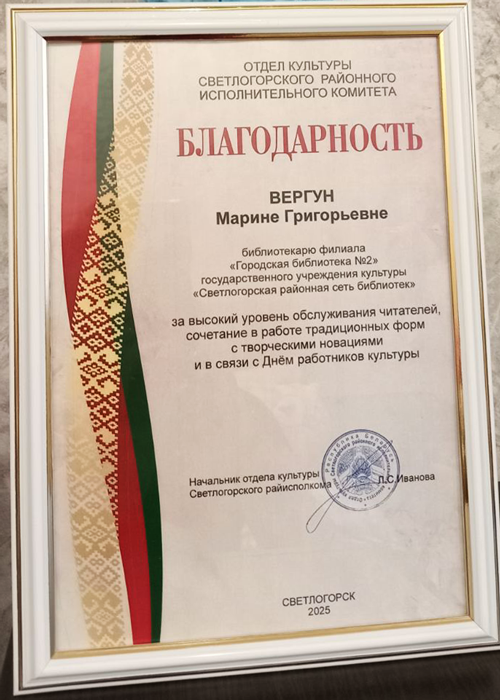 ОТДЕЛ КУЛЬТУРЫ
СВЕТЛОГОРСКОГО РАЙОННОГО
ИСПОЛНИТЕЛЬНОГО КОМИТЕТА
БЛАГОДАРНОСТЬ
ВЕРГУН
Марине Григорьевне
библиотекарю филиала
«Городская библиотека №2»
государственного учреждения культуры
«Светлогорская районная сеть библиотек»
за высокий уровень обслуживания читателей,
сочетание в работе традиционных форм
с творческими новациями
и в связи с Днём работников культуры
Начальник отдела культуры
Светлогорского райисполкома Л.С.Иванова
Республика Беларусь
СВЕТЛОГОРСК
2025